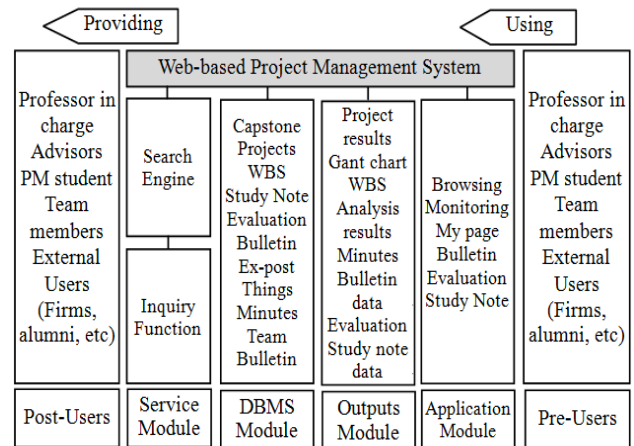 Providing
Using
Web-based Project Management System
Professor in
charge
Advisors
PM student
Team
members
External
Users
(Firms,
alumni, etc)
Search
Engine
Inquiry
Function
Capstone
Projects
WBS
Study Note
Evaluation
Bulletin
Ex-post
Things
Minutes
Team
Bulletin
Project
results
Gant chart
WBS
Analysis
results
Minutes
Bulletin
data
Evaluation
Study note
data
Browsing
Monitoring
My page
Bulletin
Evaluation
Study Note
Professor in
charge
Advisors
PM student
Team
members
External
Users
(Firms,
alumni, etc)
Post-Users
Service
Module
DBMS
Module
Outputs
Module
Application
Module
Pre-Users